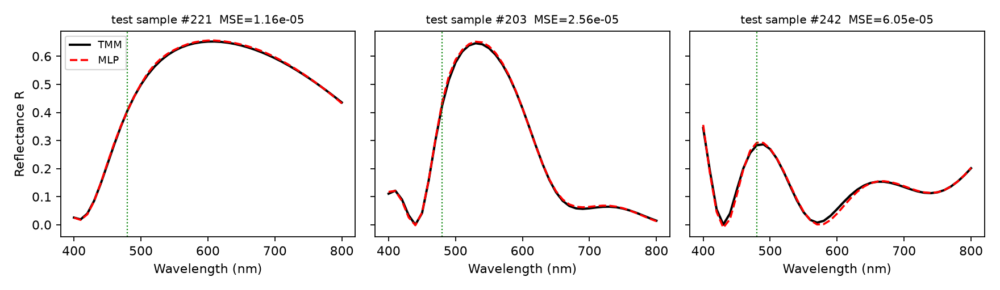 test sample #221  MSE=1.16e-05
test sample #203  MSE=2.56e-05
test sample #242  MSE=6.05e-05
TMM
MLP
Reflectance R
0.6
0.5
0.4
0.3
0.2
0.1
0.0
400 500 600 700 800
400 500 600 700 800
400 500 600 700 800
Wavelength (nm)
Wavelength (nm)
Wavelength (nm)